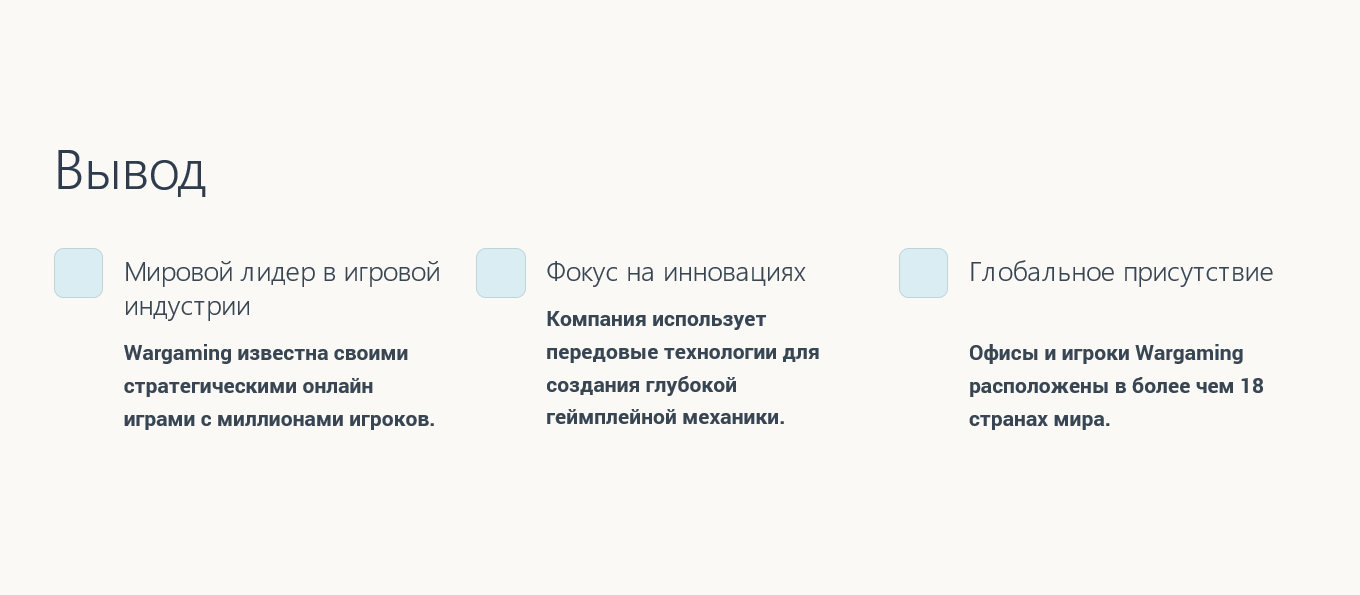 Вывод
Мировой лидер в игровой
индустрии
Wargaming известна своими
стратегическими онлайн
играми с миллионами игроков.
Фокус на инновациях
Компания использует
передовые технологии для
создания глубокой
геймплейной механики.
Глобальное присутствие
Офисы и игроки Wargaming
расположены в более чем 18
странах мира.